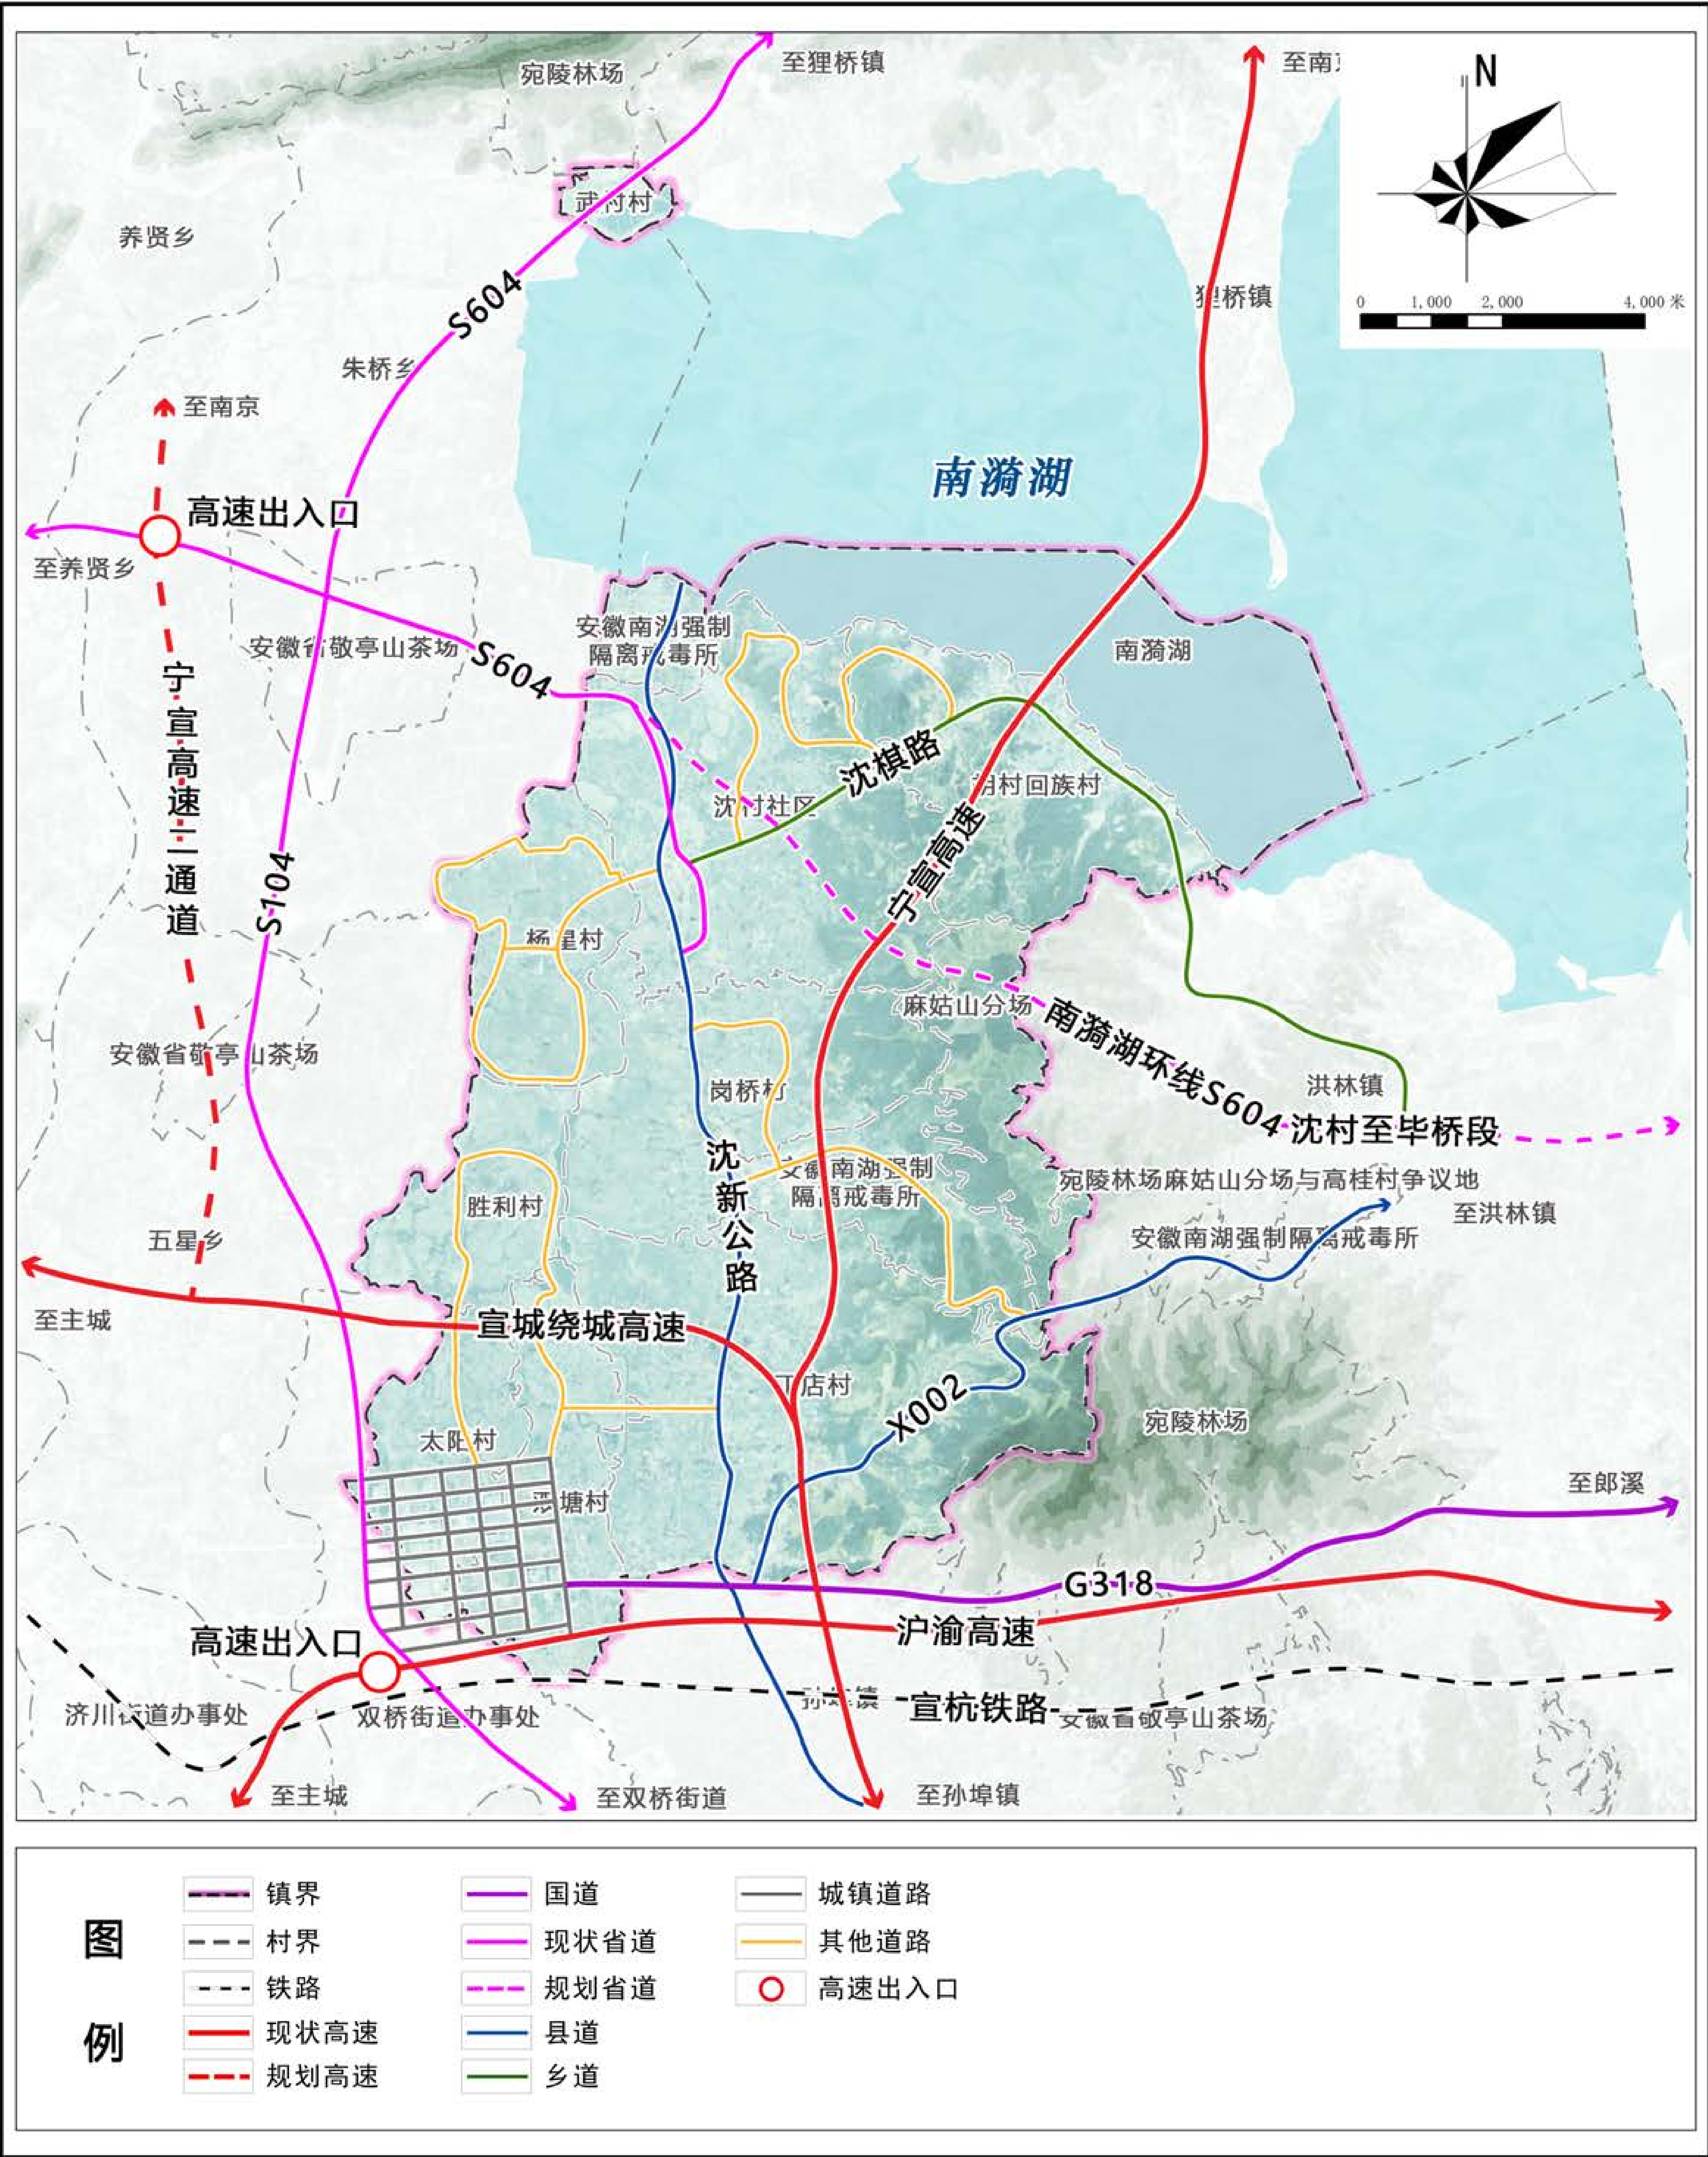 宛陵林场
至狸桥镇
N
0 1,000 2,000 4,000 米
武村村
养贤乡
狸桥镇
S604
朱桥乡
至南京
南漪湖
高速出入口
至养贤乡
安徽南湖强制
隔离戒毒所
安徽省敬亭山茶场
S604
南漪湖
宁宣高速二通道
沈棋路
胡村回族村
沈村社区
宁宣高速
S104
杨星村
麻姑山分场
南漪湖环线S604沈村至毕桥段
安徽省敬亭山茶场
岗桥村
洪林镇
沈新公路
安徽南湖强制
隔离戒毒所
宛陵林场麻姑山分场与高桂村争议地
胜利村
至洪林镇
五星乡
安徽南湖强制隔离戒毒所
至主城
宣城绕城高速
丁店村
X002
宛陵林场
太阳村
至郎溪
塘村
G318
沪渝高速
高速出入口
孙埠镇
宣杭铁路
济川街道办事处
双桥街道办事处
安徽省敬亭山茶场
至主城
至双桥街道
至孙埠镇
图例
镇界
国道
城镇道路
村界
现状省道
其他道路
铁路
规划省道
高速出入口
现状高速
县道
规划高速
乡道